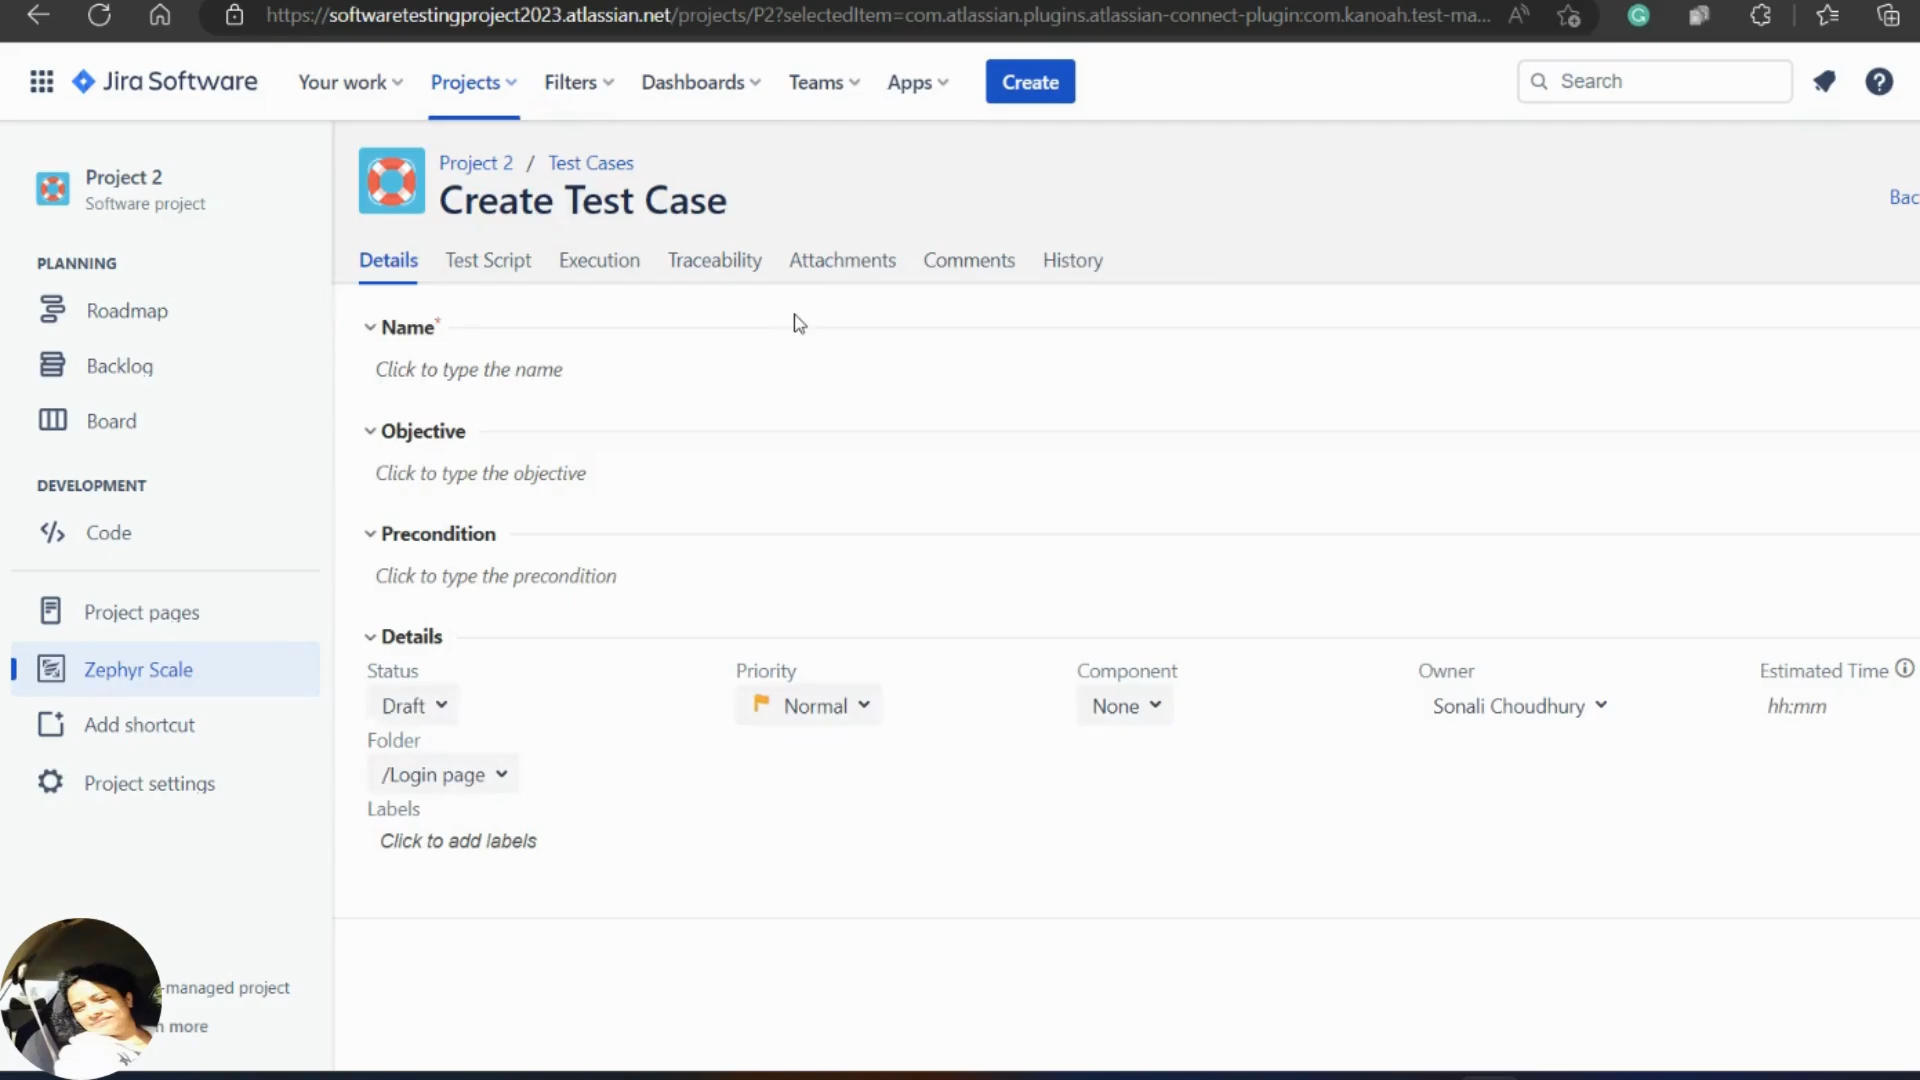 https://softwaretestingproject2023.atlassian.net/projects/P2?selectedItem=com.atlassian.plugins.atlassian-connect-plugin:com.kanoah.test-ma...
Jira Software
Your work
Projects
Filters
Dashboards
Teams
Apps
Create
Search
Project 2
Software project
PLANNING
Roadmap
Backlog
Board
DEVELOPMENT
Code
Project pages
Zephyr Scale
Add shortcut
Project settings
-managed project
n more
Project 2 / Test Cases
Create Test Case
Bac
Details Test Script Execution Traceability Attachments Comments History
Name*
Click to type the name
Objective
Click to type the objective
Precondition
Click to type the precondition
Details
Status Priority Component Owner Estimated Time
Draft Normal None Sonali Choudhury hh:mm
Folder
/Login page
Labels
Click to add labels